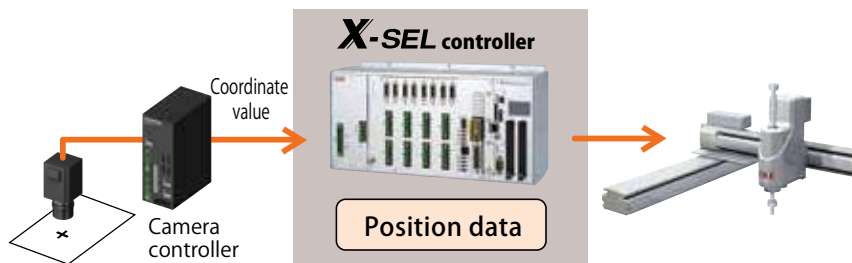 X-SEL controller
Coordinate
value
Camera
controller
Position data